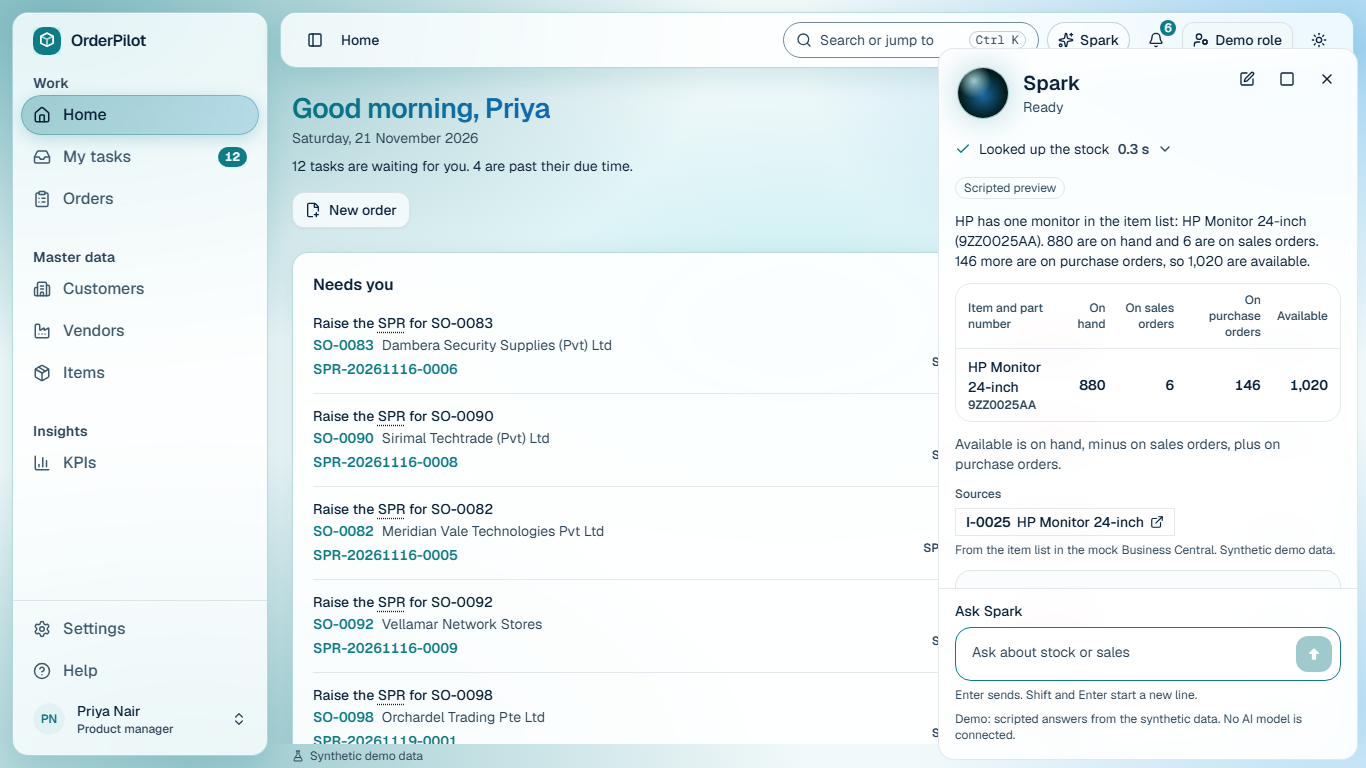 OrderPilot
Work
Home
My tasks
12
Orders
Master data
Customers
Vendors
Items
Insights
KPIs
Settings
Help
PN
Priya Nair
Product manager
Home
Search or jump to
Ctrl K
Spark
6
Demo role
Good morning, Priya
Saturday, 21 November 2026
12 tasks are waiting for you. 4 are past their due time.
New order
Needs you
Raise the SPR for SO-0083
SO-0083 Dambera Security Supplies (Pvt) Ltd
SPR-20261116-0006
S
Raise the SPR for SO-0090
SO-0090 Sirimal Techtrade (Pvt) Ltd
SPR-20261116-0008
S
Raise the SPR for SO-0082
SO-0082 Meridian Vale Technologies Pvt Ltd
SPR-20261116-0005
SP
Raise the SPR for SO-0092
SO-0092 Vellamar Network Stores
SPR-20261116-0009
S
Raise the SPR for SO-0098
SO-0098 Orchardel Trading Pte Ltd
SPR-20261119-0001
S
Synthetic demo data
Spark
Ready
Looked up the stock 0.3 s
Scripted preview
HP has one monitor in the item list: HP Monitor 24-inch
(9ZZ0025AA). 880 are on hand and 6 are on sales orders.
146 more are on purchase orders, so 1,020 are available.
Item and part
number
On
hand
On sales
orders
On
purchase
orders
Available
HP Monitor
24-inch
9ZZ0025AA
880
6
146
1,020
Available is on hand, minus on sales orders, plus on
purchase orders.
Sources
I-0025 HP Monitor 24-inch
From the item list in the mock Business Central. Synthetic demo data.
Ask Spark
Ask about stock or sales
Enter sends. Shift and Enter start a new line.
Demo: scripted answers from the synthetic data. No AI model is
connected.